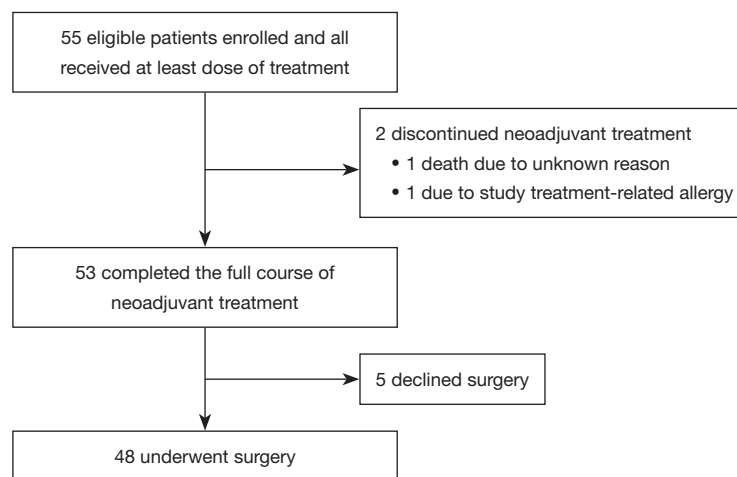 55 eligible patients enrolled and all
received at least dose of treatment
2 discontinued neoadjuvant treatment
• 1 death due to unknown reason
• 1 due to study treatment-related allergy
53 completed the full course of
neoadjuvant treatment
5 declined surgery
48 underwent surgery